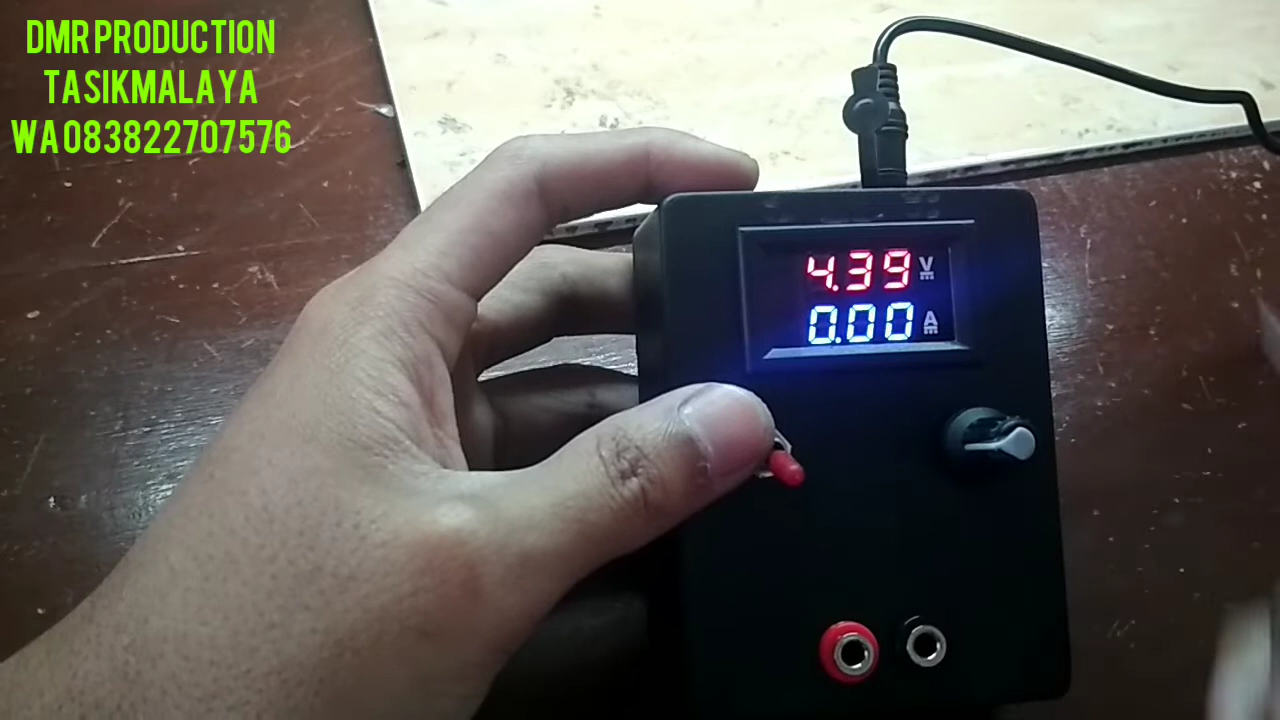 DMR PRODUCTION
TASIKMALAYA
WA 083822707576
4.39 V
0.00 A